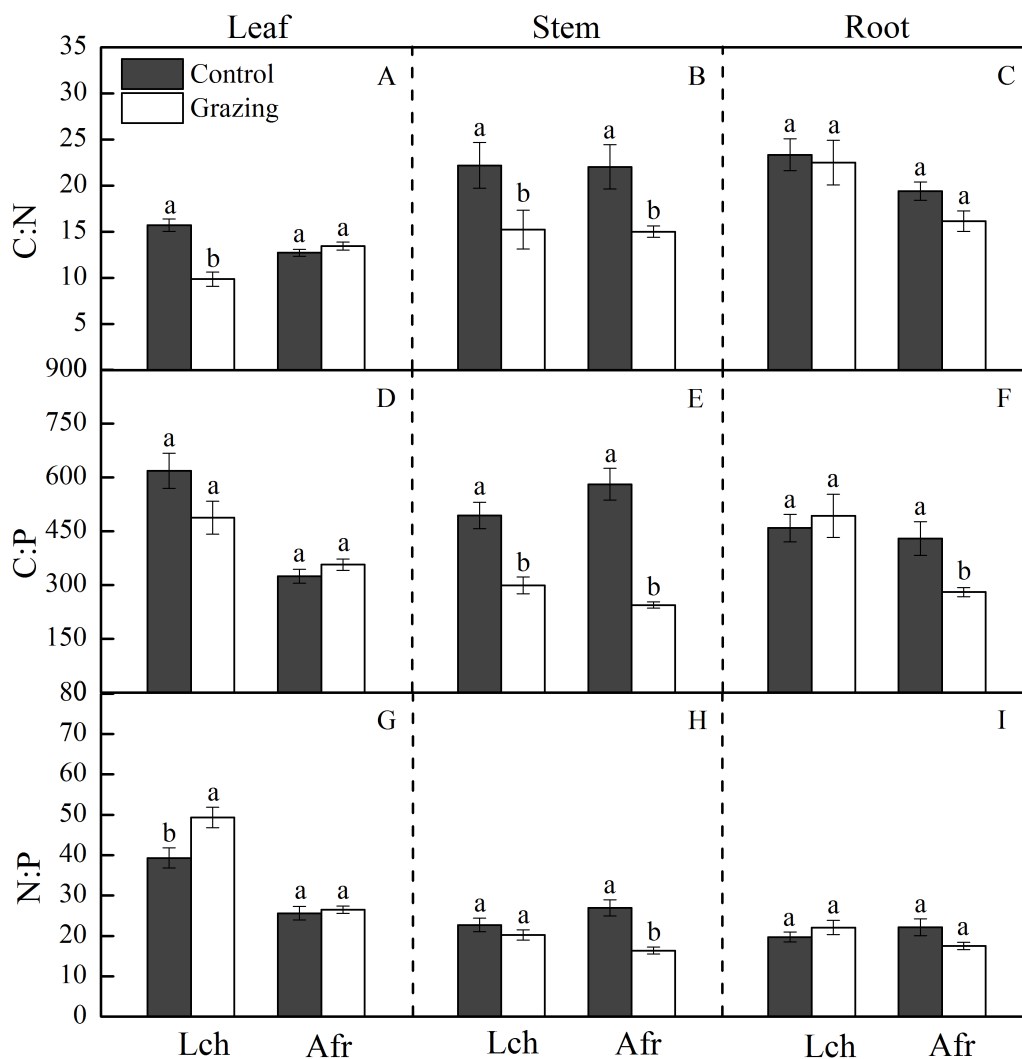 Leaf Stem Root
Control
Grazing
A
B
C
a
b
a
a
a
b
a
b
a
a
a
a
35
30
25
20
15
10
5
C:N
900
D
E
F
a
a
a
a
a
b
a
b
a
a
a
b
750
600
450
300
150
C:P
80
G
H
I
b
a
a
a
a
a
a
b
a
a
a
a
70
60
50
40
30
20
10
0
N:P
Lch Afr Lch Afr Lch Afr